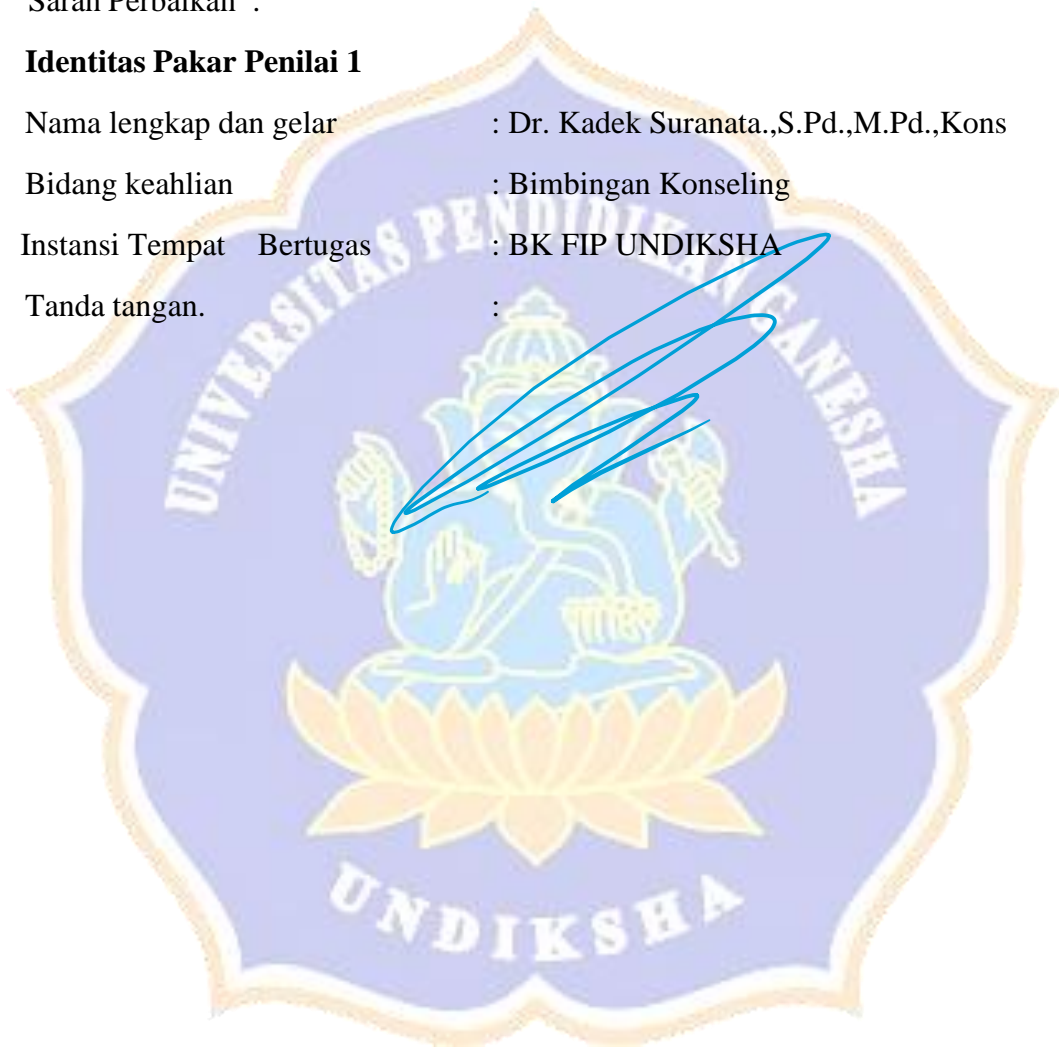 Saran Perbaikan :
Identitas Pakar Penilai 1
Nama lengkap dan gelar : Dr. Kadek Suranata.,S.Pd.,M.Pd.,Kons
Bidang keahlian : Bimbingan Konseling
Instansi Tempat Bertugas : BK FIP UNDIKSHA
Tanda tangan. :
UNIVERSITAS PENDIDIKAN GANESHA
UNDIKSHA